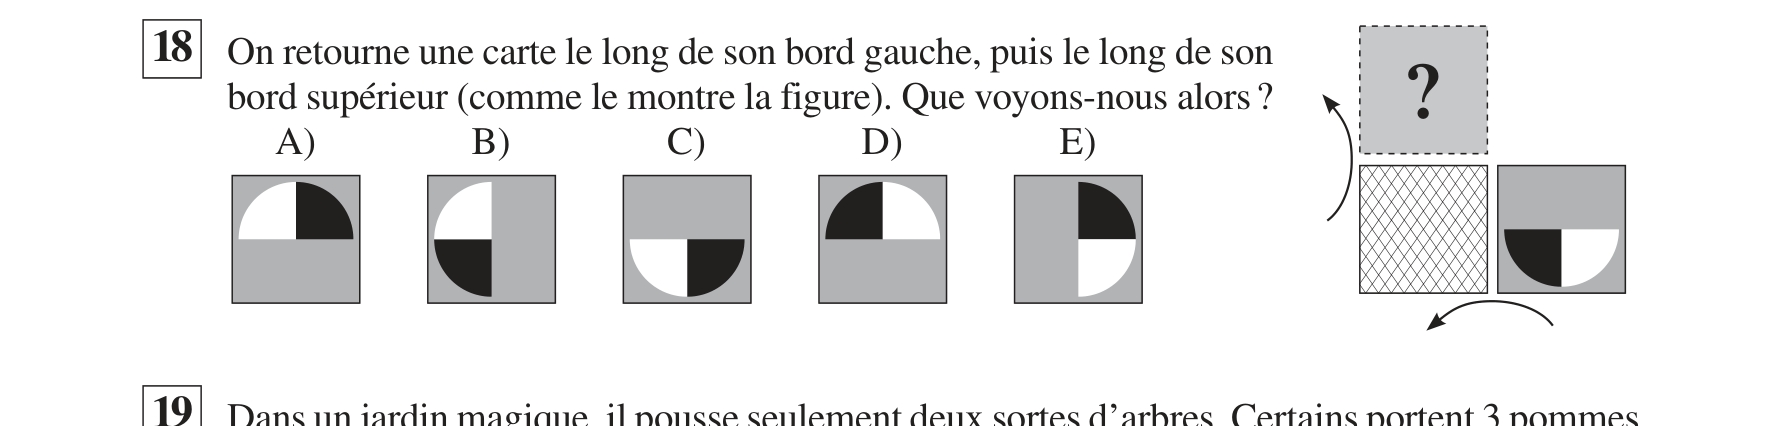 18 On retourne une carte le long de son bord gauche, puis le long de son
bord supérieur (comme le montre la figure). Que voyons-nous alors ?
A) B) C) D) E)
?
19 Dans un jardin magique, il pousse seulement deux sortes d’arbres. Certains portent 3 pommes